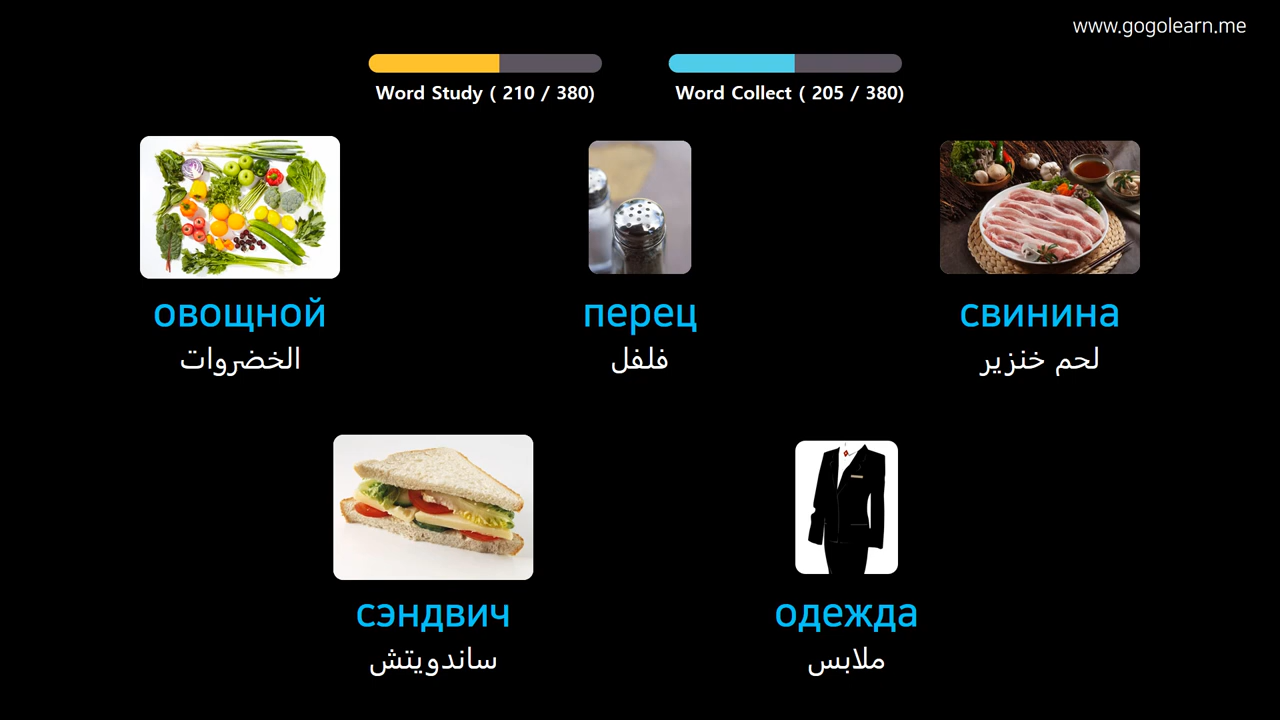 www.gogolearn.me
Word Study ( 210 / 380)
Word Collect ( 205 / 380)
овощной
перец
свинина
الخضروات
فلفل
لحم خنزير
сэндвич
одежда
ساندويتش
ملابس